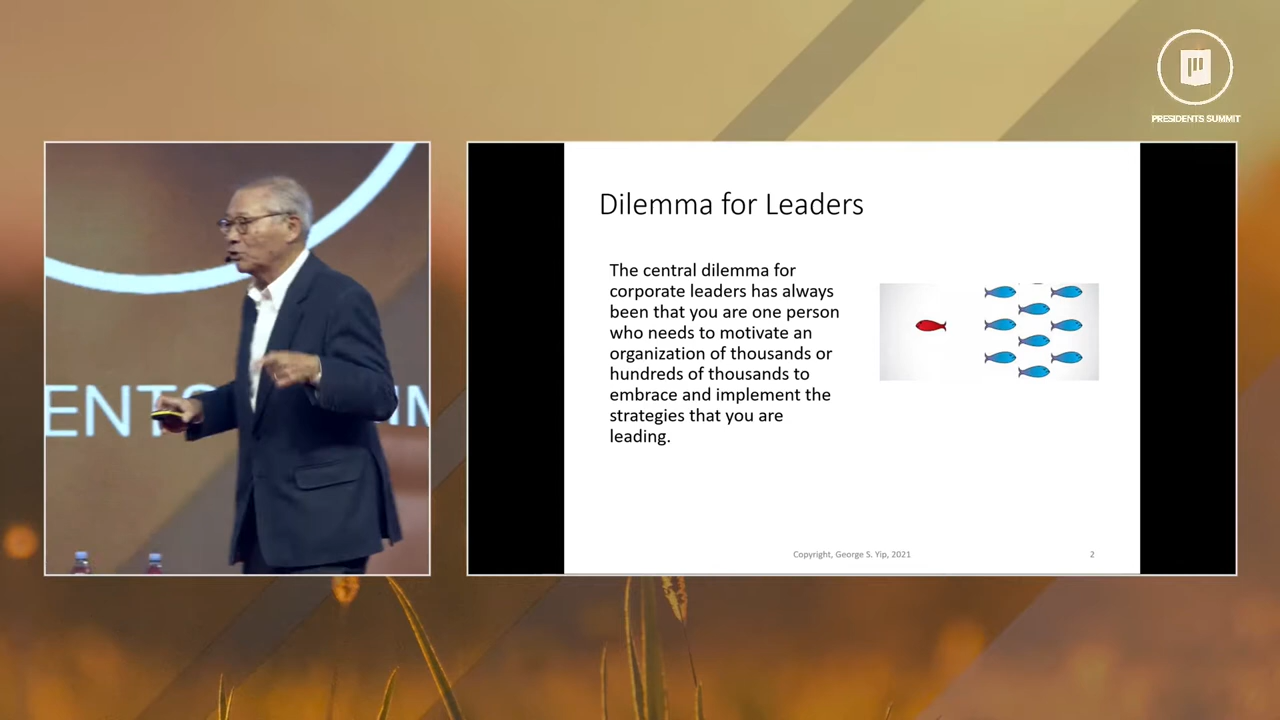 PRESIDENTS SUMMIT
Dilemma for Leaders
The central dilemma for
corporate leaders has always
been that you are one person
who needs to motivate an
organization of thousands or
hundreds of thousands to
embrace and implement the
strategies that you are
leading.
Copyright, George S. Yip, 2021
2
ENTS